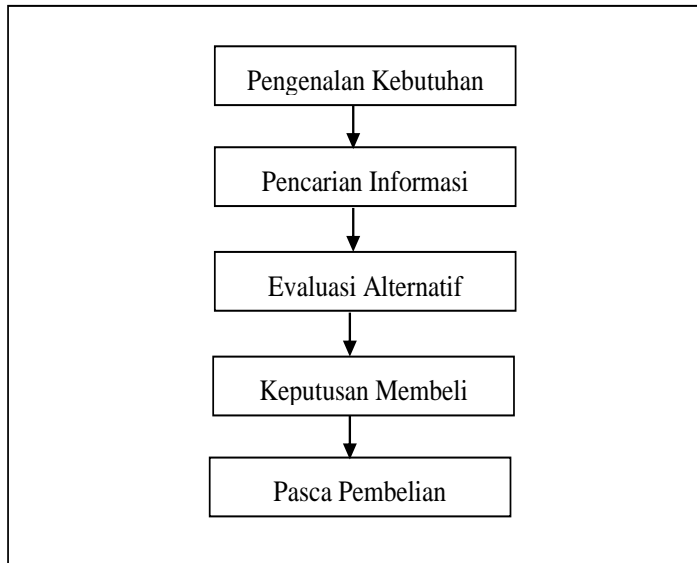 Pengenalan Kebutuhan
Pencarian Informasi
Evaluasi Alternatif
Keputusan Membeli
Pasca Pembelian